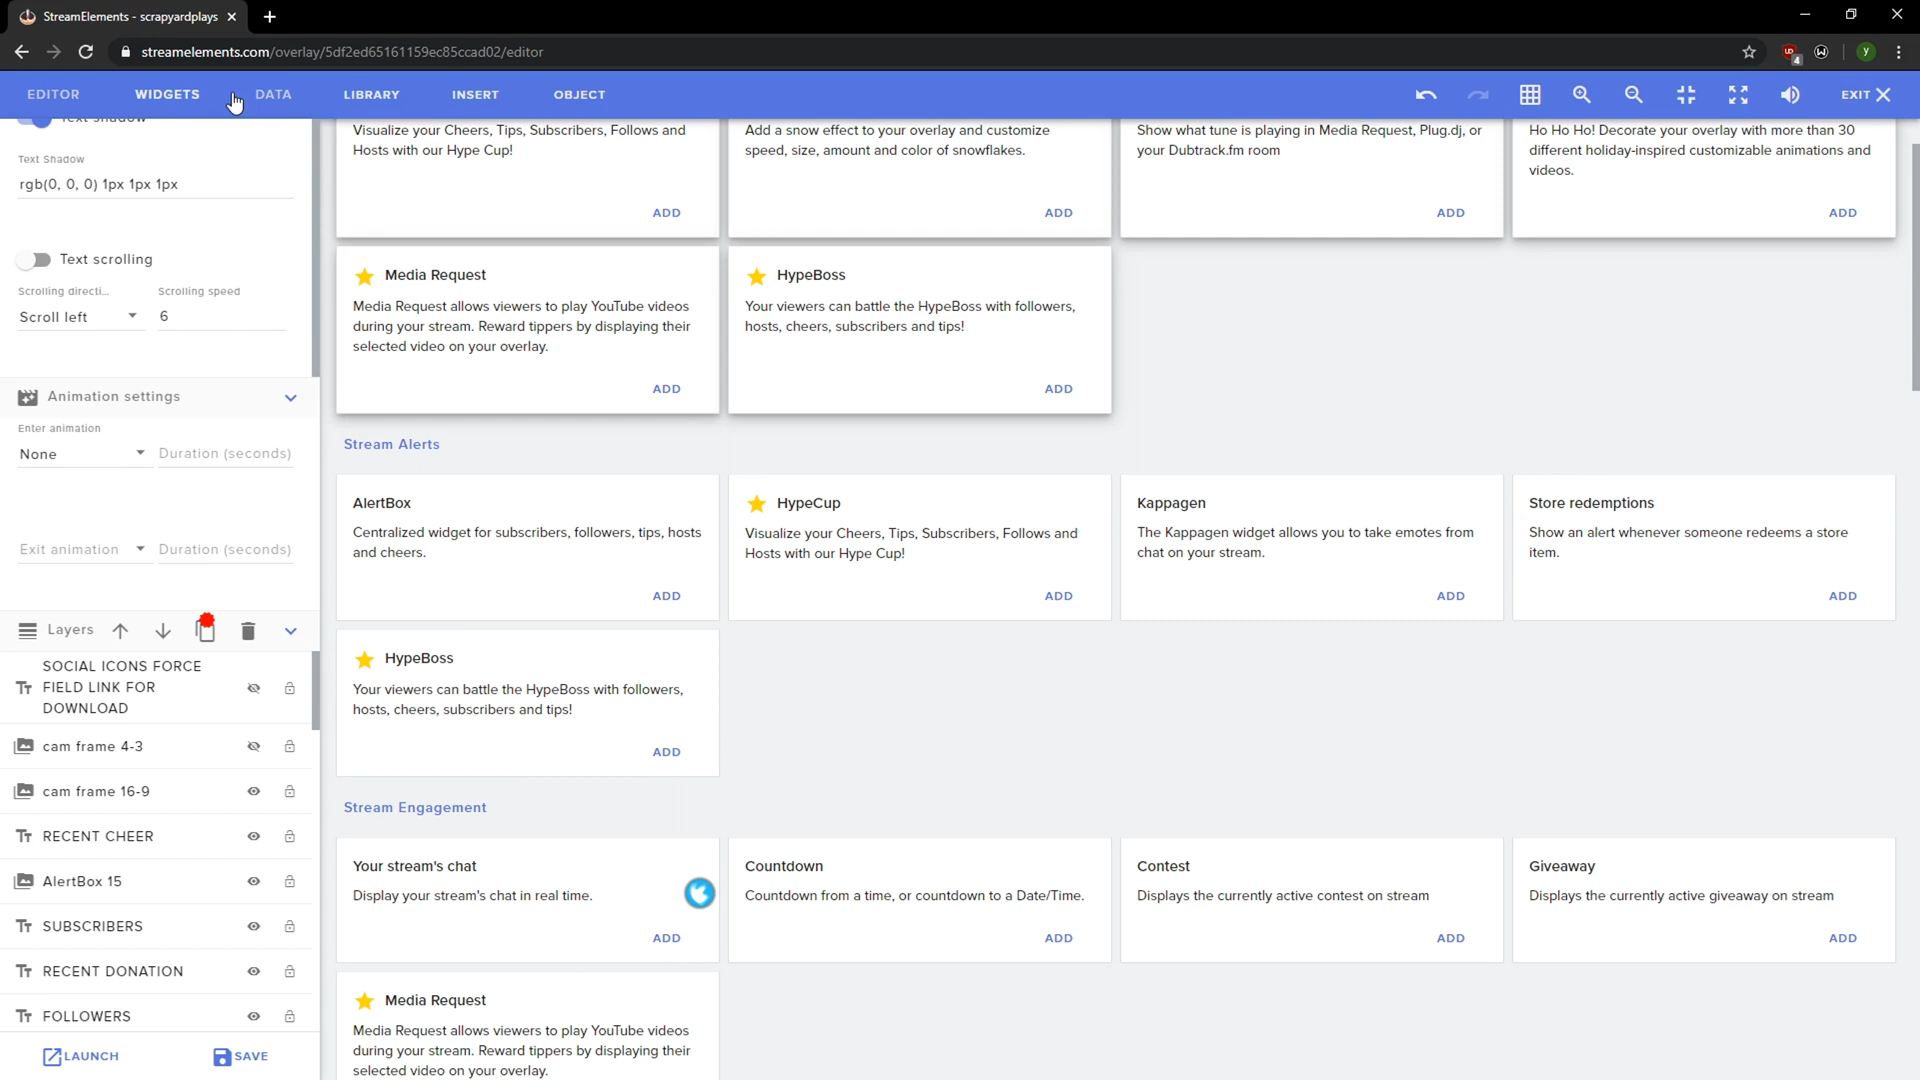 StreamElements - scrapyardplays
streamelements.com/overlay/5df2ed65161159ec85ccad02/editor
4
y
EDITOR
WIDGETS
DATA
LIBRARY
INSERT
OBJECT
EXIT
Text shadow
Text Shadow
rgb(0, 0, 0) 1px 1px 1px
Text scrolling
Scrolling directi...
Scrolling speed
Scroll left
6
Animation settings
Enter animation
None
Duration (seconds)
Exit animation
Duration (seconds)
Layers
SOCIAL ICONS FORCE
FIELD LINK FOR
DOWNLOAD
cam frame 4-3
cam frame 16-9
RECENT CHEER
AlertBox 15
SUBSCRIBERS
RECENT DONATION
FOLLOWERS
LAUNCH
SAVE
Visualize your Cheers, Tips, Subscribers, Follows and
Hosts with our Hype Cup!
ADD
Add a snow effect to your overlay and customize
speed, size, amount and color of snowflakes.
ADD
Show what tune is playing in Media Request, Plug.dj, or
your Dubtrack.fm room
ADD
Ho Ho Ho! Decorate your overlay with more than 30
different holiday-inspired customizable animations and
videos.
ADD
Media Request
Media Request allows viewers to play YouTube videos
during your stream. Reward tippers by displaying their
selected video on your overlay.
ADD
HypeBoss
Your viewers can battle the HypeBoss with followers,
hosts, cheers, subscribers and tips!
ADD
Stream Alerts
AlertBox
Centralized widget for subscribers, followers, tips, hosts
and cheers.
ADD
HypeCup
Visualize your Cheers, Tips, Subscribers, Follows and
Hosts with our Hype Cup!
ADD
Kappagen
The Kappagen widget allows you to take emotes from
chat on your stream.
ADD
Store redemptions
Show an alert whenever someone redeems a store
item.
ADD
HypeBoss
Your viewers can battle the HypeBoss with followers,
hosts, cheers, subscribers and tips!
ADD
Stream Engagement
Your stream's chat
Display your stream's chat in real time.
ADD
Countdown
Countdown from a time, or countdown to a Date/Time.
ADD
Contest
Displays the currently active contest on stream
ADD
Giveaway
Displays the currently active giveaway on stream
ADD
Media Request
Media Request allows viewers to play YouTube videos
during your stream. Reward tippers by displaying their
selected video on your overlay.